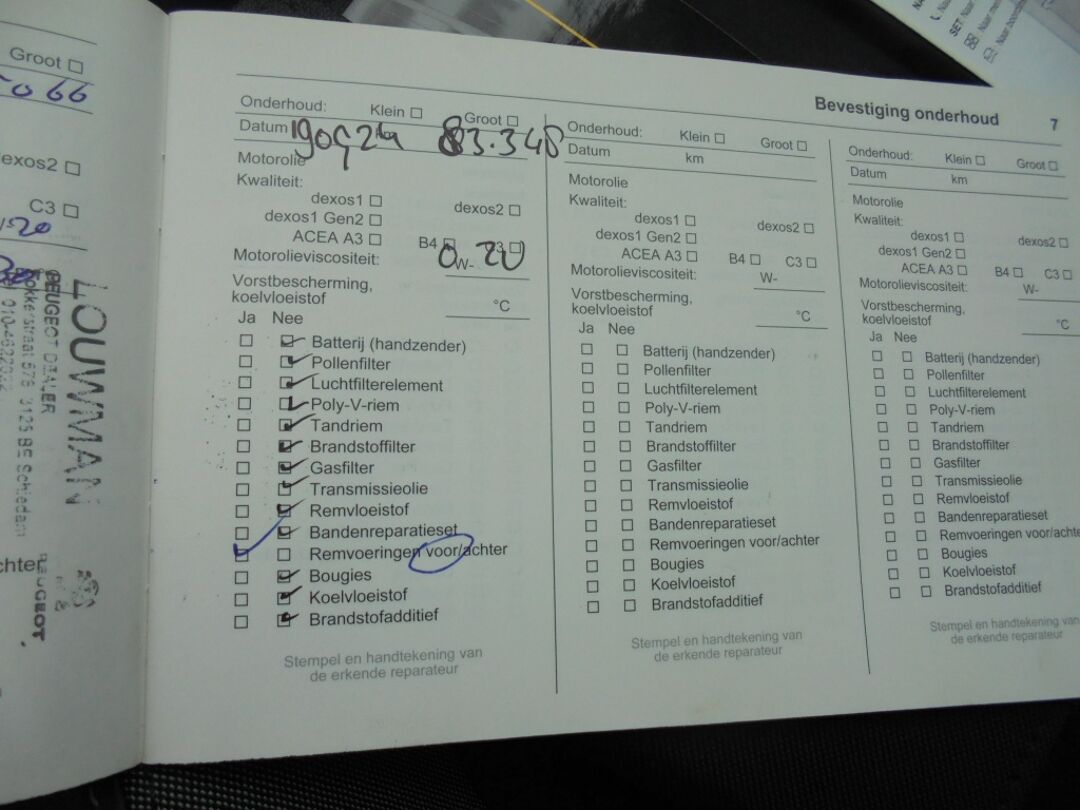 Groot
66
dexos2
C3
LOUWMAN
PEUGEOT DEALER
3125 BE Schiedam
PEUGEOT
Bevestiging onderhoud 7
Onderhoud: Klein Groot
Datum 83.348
Motorolie
Kwaliteit:
dexos1 dexos2
dexos1 Gen2
ACEA A3 B4 C3
Motorolieviscositeit: 0W- 20
Vorstbescherming,
koelvloeistof °C
Ja Nee
Batterij (handzender)
Pollenfilter
Luchtfilterelement
Poly-V-riem
Tandriem
Brandstoffilter
Gasfilter
Transmissieolie
Remvloeistof
Bandenreparatieset
Remvoeringen voor/achter
Bougies
Koelvloeistof
Brandstofadditief
Stempel en handtekening van
de erkende reparateur
Onderhoud: Klein Groot
Datum km
Motorolie
Kwaliteit:
dexos1 dexos2
dexos1 Gen2
ACEA A3 B4 C3
Motorolieviscositeit: W-
Vorstbescherming,
koelvloeistof °C
Ja Nee
Batterij (handzender)
Pollenfilter
Luchtfilterelement
Poly-V-riem
Tandriem
Brandstoffilter
Gasfilter
Transmissieolie
Remvloeistof
Bandenreparatieset
Remvoeringen voor/achter
Bougies
Koelvloeistof
Brandstofadditief
Stempel en handtekening van
de erkende reparateur
Onderhoud: Klein Groot
Datum km
Motorolie
Kwaliteit:
dexos1 dexos2
dexos1 Gen2
ACEA A3 B4 C3
Motorolieviscositeit: W-
Vorstbescherming,
koelvloeistof °C
Ja Nee
Batterij (handzender)
Pollenfilter
Luchtfilterelement
Poly-V-riem
Tandriem
Brandstoffilter
Gasfilter
Transmissieolie
Remvloeistof
Bandenreparatieset
Remvoeringen voor/achte
Bougies
Koelvloeistof
Brandstofadditief
Stempel en handtekening van
de erkende reparateur